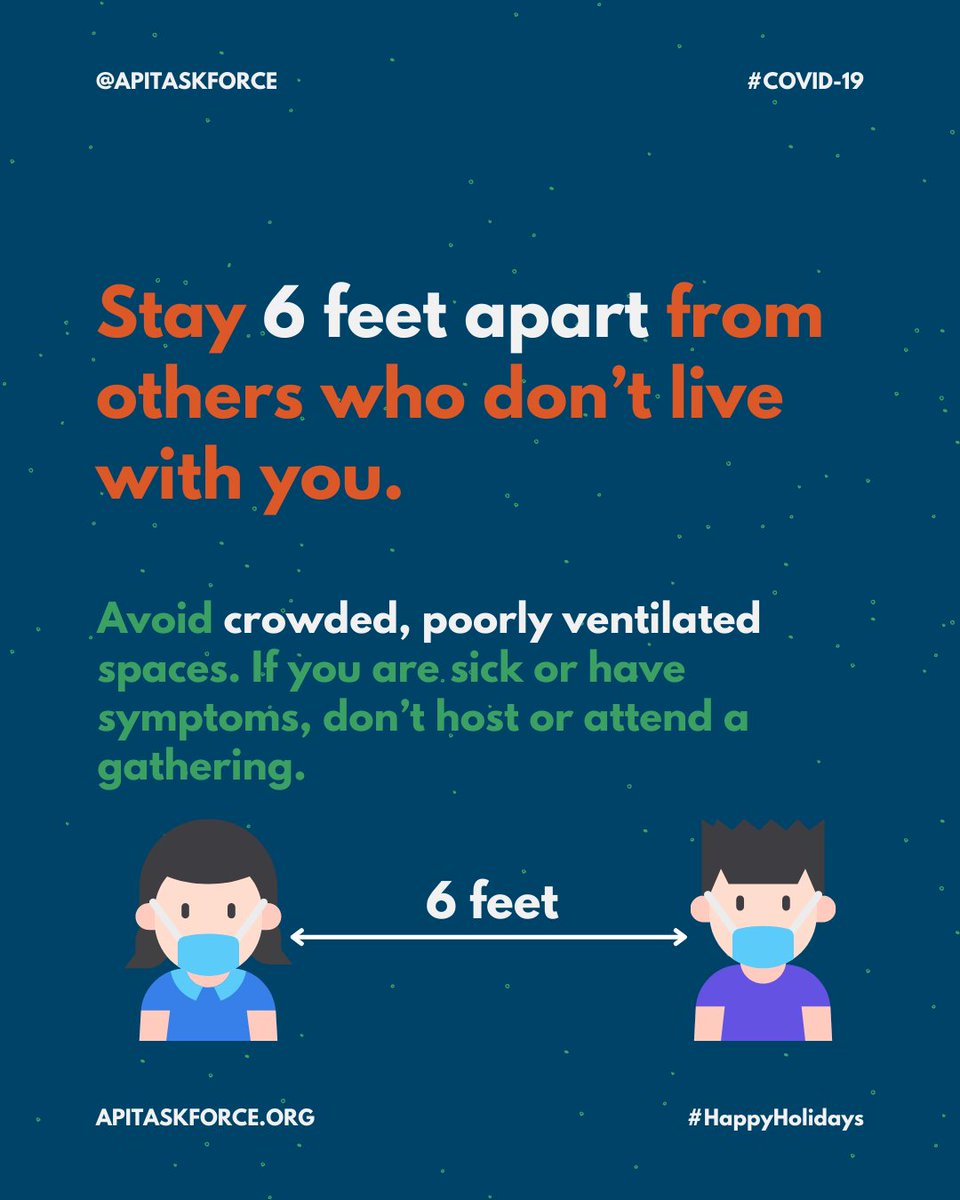 @APITASKFORCE
#COVID-19
Stay 6 feet apart from
others who don’t live
with you.
Avoid crowded, poorly ventilated
spaces. If you are sick or have
symptoms, don’t host or attend a
gathering.
6 feet
APITASKFORCE.ORG
#HappyHolidays